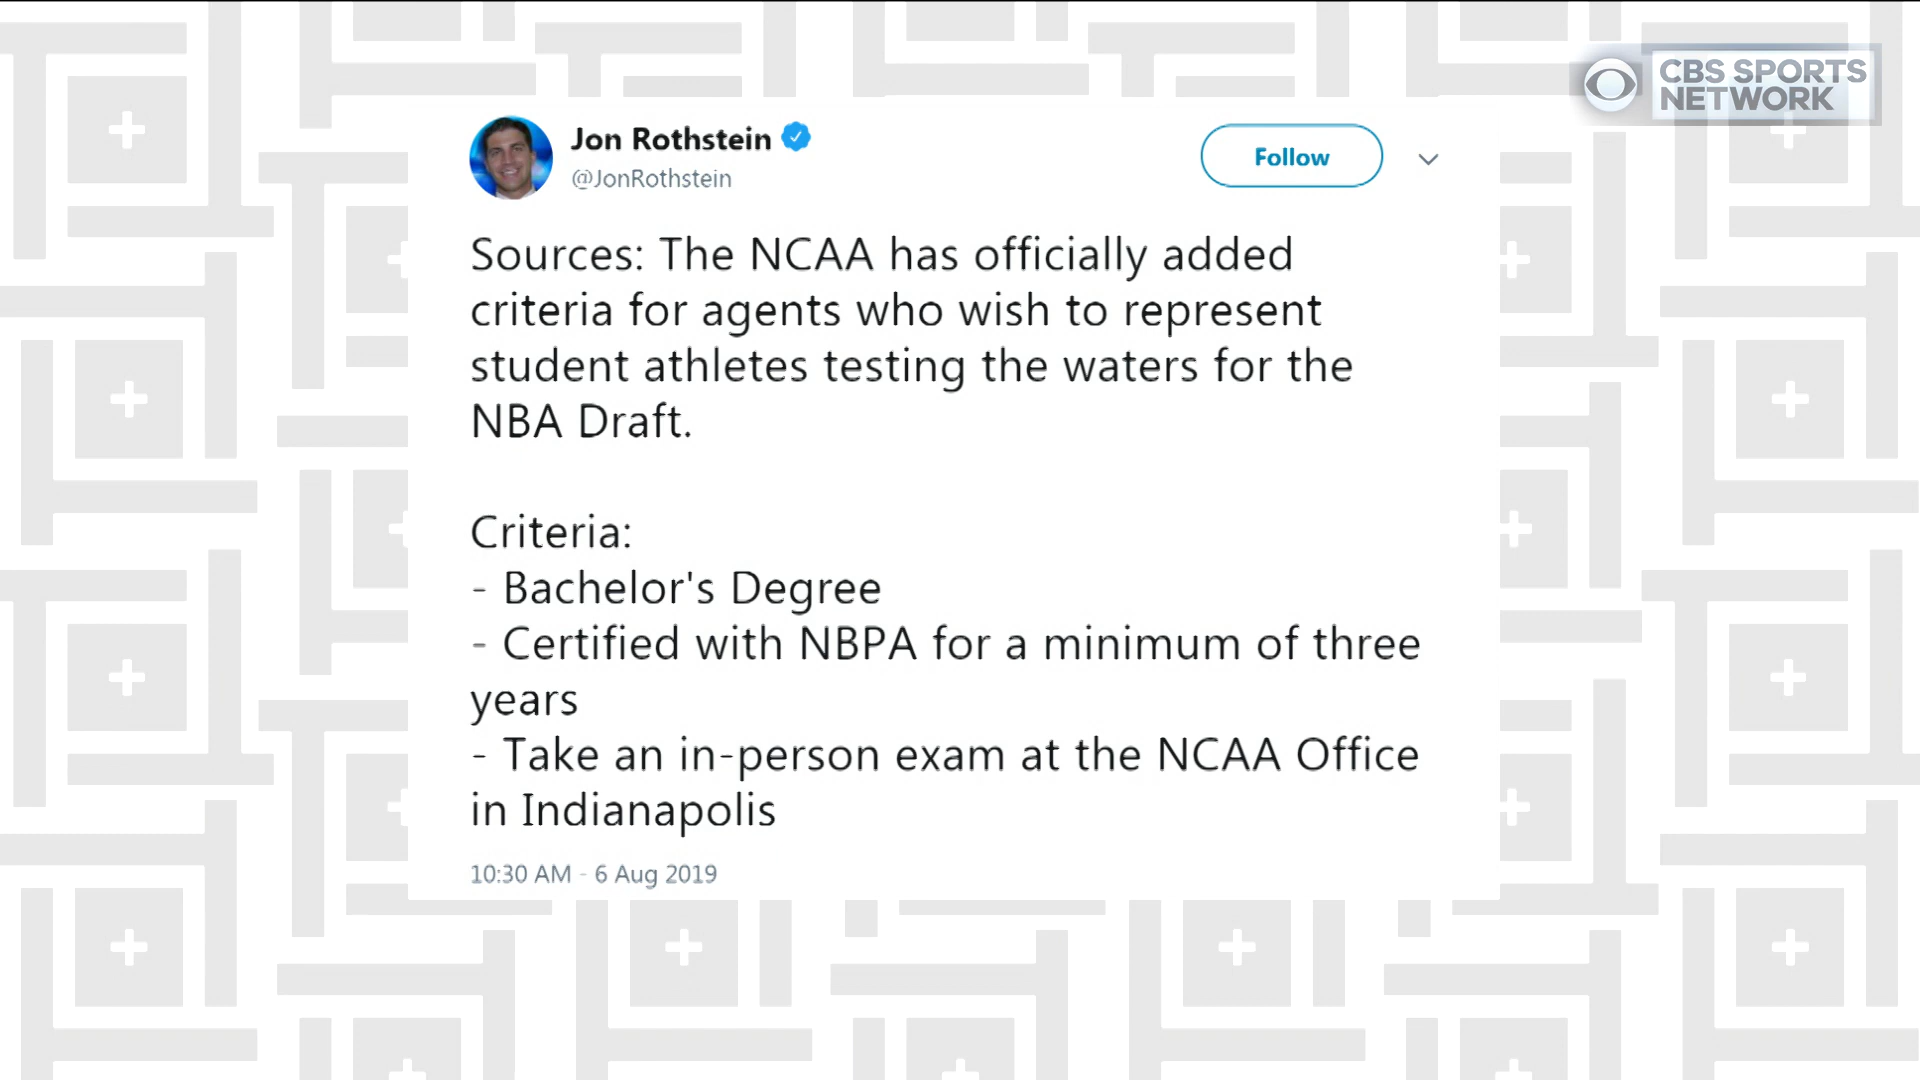 CBS SPORTS
NETWORK
Jon Rothstein
@JonRothstein
Follow
Sources: The NCAA has officially added
criteria for agents who wish to represent
student athletes testing the waters for the
NBA Draft.
Criteria:
- Bachelor's Degree
- Certified with NBPA for a minimum of three
years
- Take an in-person exam at the NCAA Office
in Indianapolis
10:30 AM - 6 Aug 2019